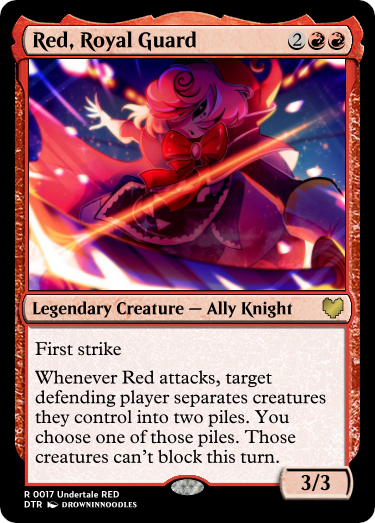 Red, Royal Guard 2
Legendary Creature — Ally Knight
First strike
Whenever Red attacks, target
defending player separates creatures
they control into two piles. You
choose one of those piles. Those
creatures can't block this turn.
3/3
R 0017 Undertale RED
DTR DROWNINNOODLES